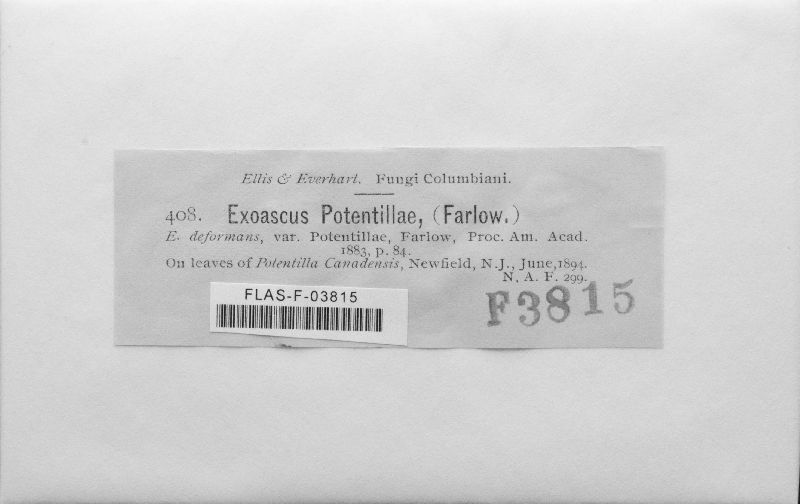 Ellis & Everhart. Fungi Columbiani.
408. Exoascus Potentillae, (Farlow.)
E. deformans, var. Potentillae, Farlow, Proc. Am. Acad.
1883, p. 84.
On leaves of Potentilla Canadensis, Newfield, N.J., June, 1894.
N. A. F. 299.
FLAS-F-03815
F3815